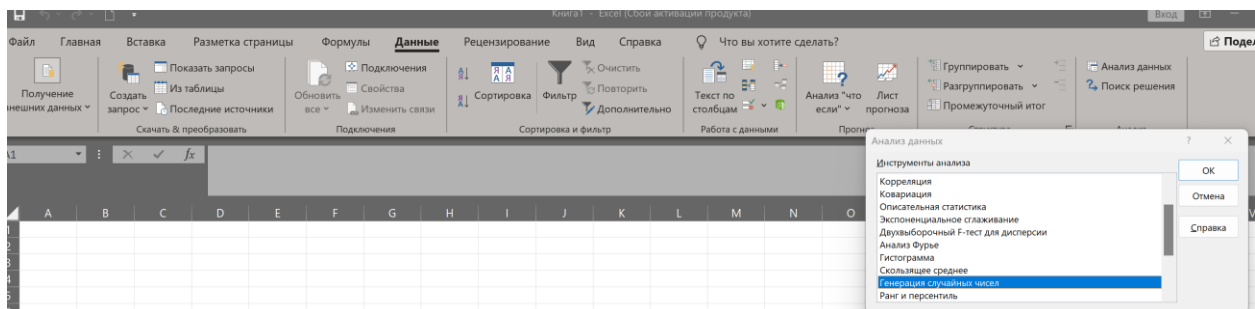 Книга1 - Excel (Сбой активации продукта) Вход
Файл Главная Вставка Разметка страницы Формулы Данные Рецензирование Вид Справка Что вы хотите сделать? Подел
Получение внешних данных
Создать запрос
Показать запросы
Из таблицы
Последние источники
Скачать & преобразовать
Обновить все
Подключения
Свойства
Изменить связи
Подключения
Сортировка
Фильтр
Очистить
Повторить
Дополнительно
Сортировка и фильтр
Текст по столбцам
Работа с данными
Анализ "что если"
Лист прогноза
Прогноз
Группировать
Разгруппировать
Промежуточный итог
Анализ данных
Поиск решения
A1 fx
A B C D E F G H I J K L M N O
1
2
3
4
5
Анализ данных ?
Инструменты анализа
Корреляция
Ковариация
Описательная статистика
Экспоненциальное сглаживание
Двухвыборочный F-тест для дисперсии
Анализ Фурье
Гистограмма
Скользящее среднее
Генерация случайных чисел
Ранг и персентиль
ОК
Отмена
Справка